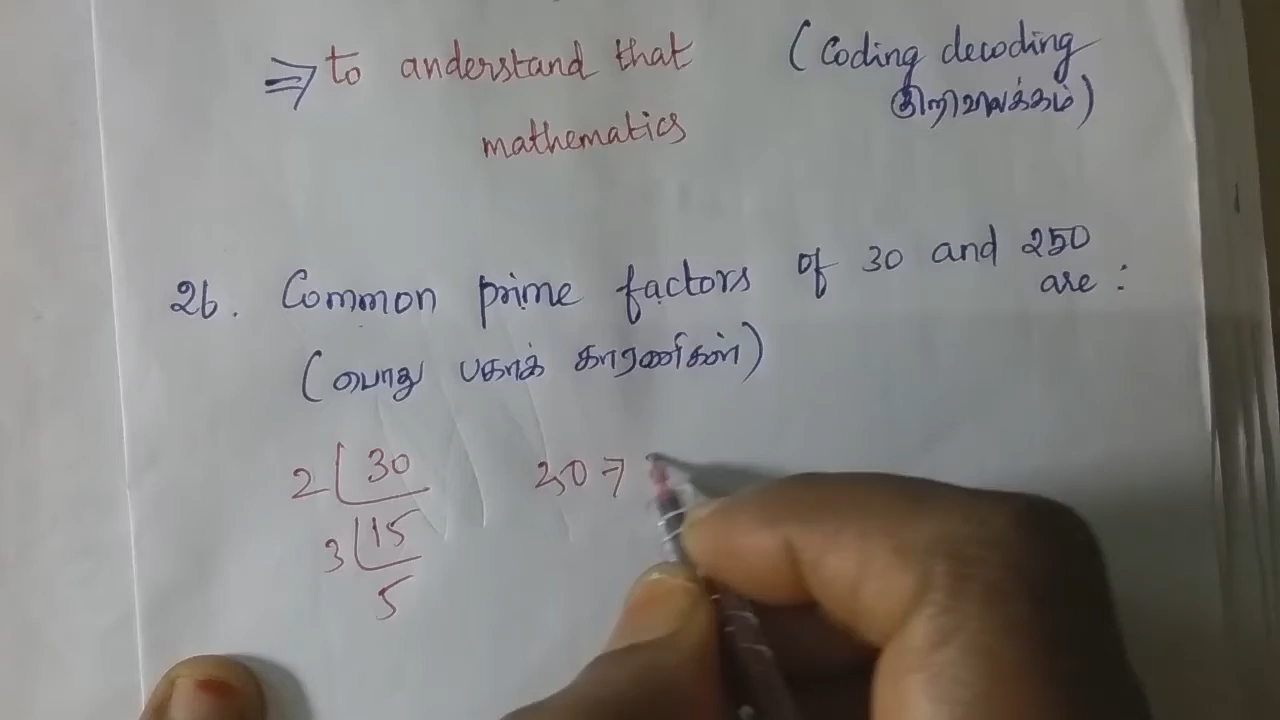 ⇒ to anderstand that
mathematics
(Coding decoding
குறிவிலக்கம்)
26. Common prime factors of 30 and 250
are :
(பொது பகாக் காரணிகள்)
2 30
3 15
5
30 ⇒